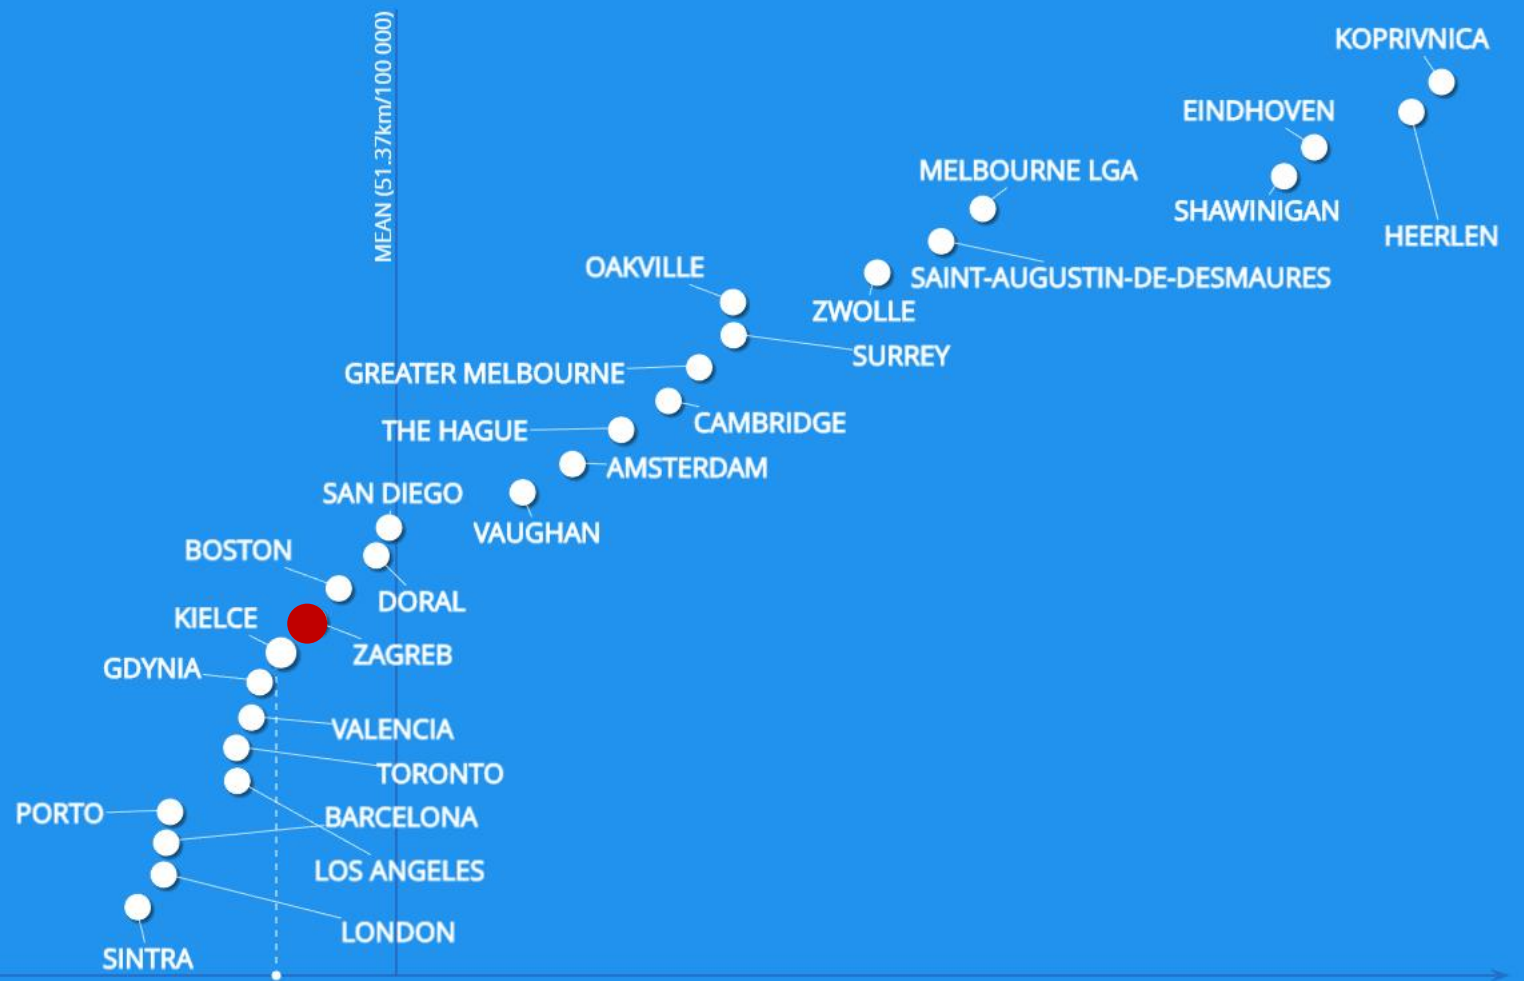 KOPRIVNICA
MEAN (51.37km/100 000)
EINDHOVEN
MELBOURNE LGA
SHAWINIGAN
HEERLEN
OAKVILLE
SAINT-AUGUSTIN-DE-DESMAURES
ZWOLLE
SURREY
GREATER MELBOURNE
CAMBRIDGE
THE HAGUE
AMSTERDAM
SAN DIEGO
VAUGHAN
BOSTON
DORAL
KIELCE
ZAGREB
GDYNIA
VALENCIA
TORONTO
PORTO
BARCELONA
LOS ANGELES
LONDON
SINTRA